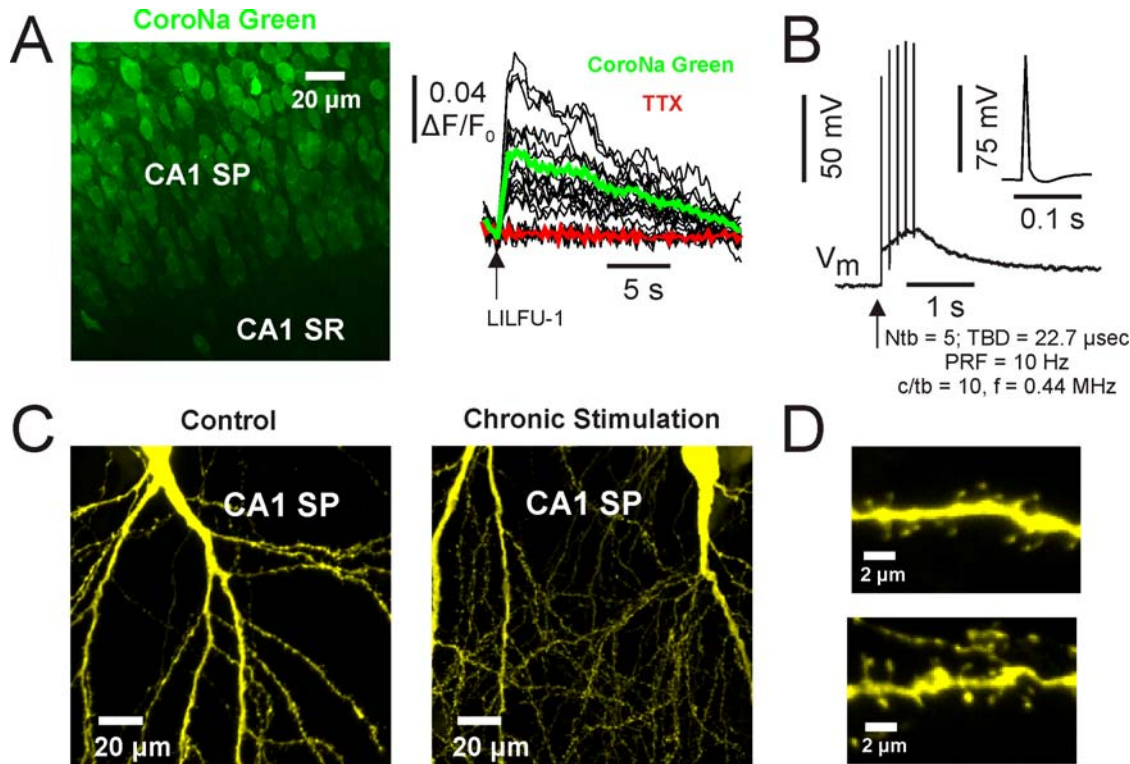 A
CoroNa Green
20 µm
CA1 SP
CA1 SR
0.04
ΔF/F₀
CoroNa Green
TTX
5 s
LILFU-1
B
50 mV
75 mV
0.1 s
Vm
1 s
Ntb = 5; TBD = 22.7 µsec
PRF = 10 Hz
c/tb = 10, f = 0.44 MHz
C
Control
CA1 SP
20 µm
Chronic Stimulation
CA1 SP
20 µm
D
2 µm
2 µm